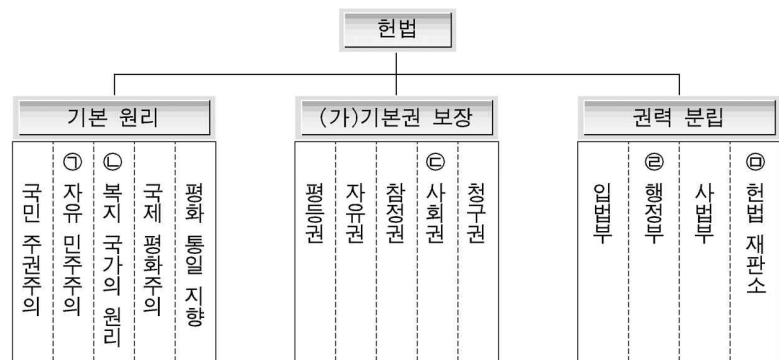 헌법
기본 원리
(가)기본권 보장
권력 분립
국민 주권주의
㉠ 자유 민주주의
㉡ 복지 국가의 원리
국제 평화주의
평화 통일 지향
평등권
자유권
참정권
㉢ 사회권
청구권
입법부
㉣ 행정부
사법부
㉤ 헌법 재판소